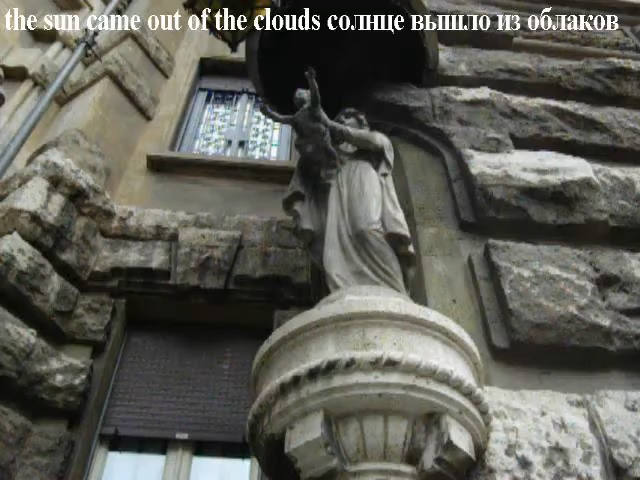 the sun came out of the clouds солнце вышло из облаков